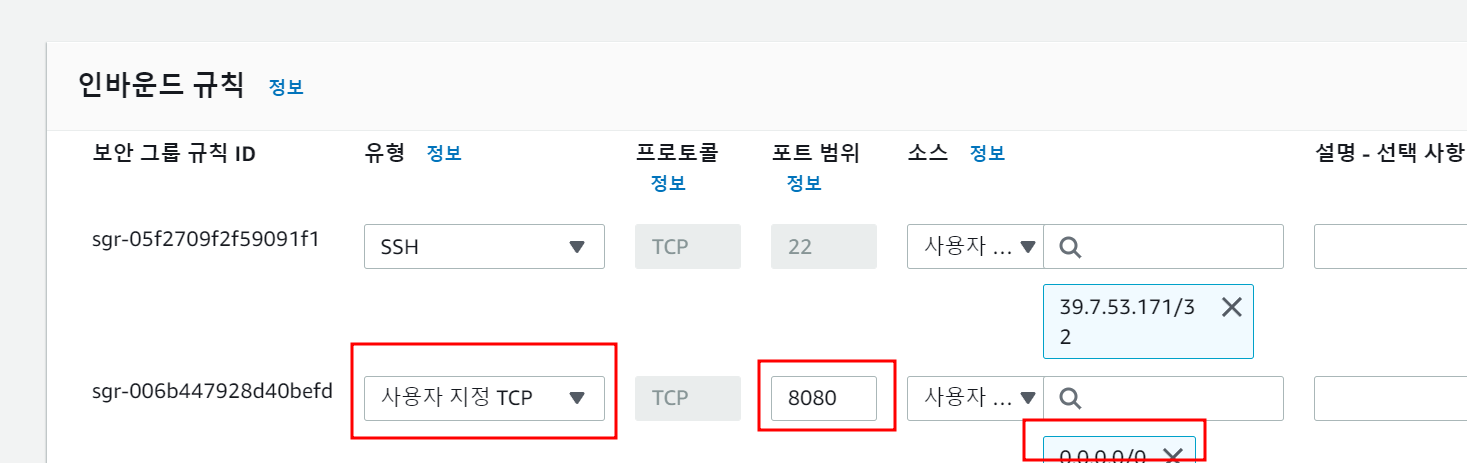 인바운드 규칙 정보
보안 그룹 규칙 ID 유형 정보 프로토콜 포트 범위 소스 정보 설명 - 선택 사항
정보 정보
sgr-05f2709f2f59091f1 SSH TCP 22 사용자 ...
39.7.53.171/3
2
sgr-006b447928d40befd 사용자 지정 TCP TCP 8080 사용자 ...
0.0.0.0/0